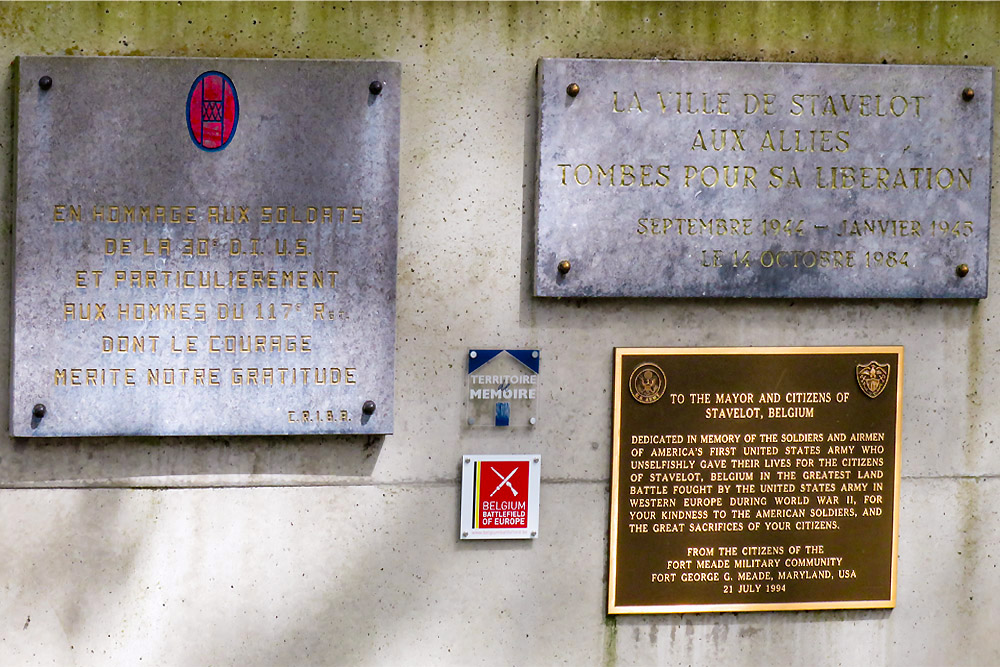 EN HOMMAGE AUX SOLDATS
DE LA 30e D.I. U.S.
ET PARTICULIEREMENT
AUX HOMMES DU 117e
DONT LE COURAGE
MERITE NOTRE GRATITUDE
C.R.I.B.A.
LA VILLE DE STAVELOT
AUX ALLIES
TOMBES POUR SA LIBERATION
SEPTEMBRE 1944 – JANVIER 1945
LE 14 OCTOBRE 1984
TERRITOIRE
de
MEMOIRE
BELGIUM
BATTLEFIELD
OF EUROPE
TO THE MAYOR AND CITIZENS OF
STAVELOT, BELGIUM
DEDICATED IN MEMORY OF THE SOLDIERS AND AIRMEN
OF AMERICA'S FIRST UNITED STATES ARMY WHO
UNSELFISHLY GAVE THEIR LIVES FOR THE CITIZENS
OF STAVELOT, BELGIUM IN THE GREATEST LAND
BATTLE FOUGHT BY THE UNITED STATES ARMY IN
WESTERN EUROPE DURING WORLD WAR II, FOR
YOUR KINDNESS TO THE AMERICAN SOLDIERS, AND
THE GREAT SACRIFICES OF YOUR CITIZENS.
FROM THE CITIZENS OF THE
FORT MEADE MILITARY COMMUNITY
FORT GEORGE G. MEADE, MARYLAND, USA
21 JULY 1994